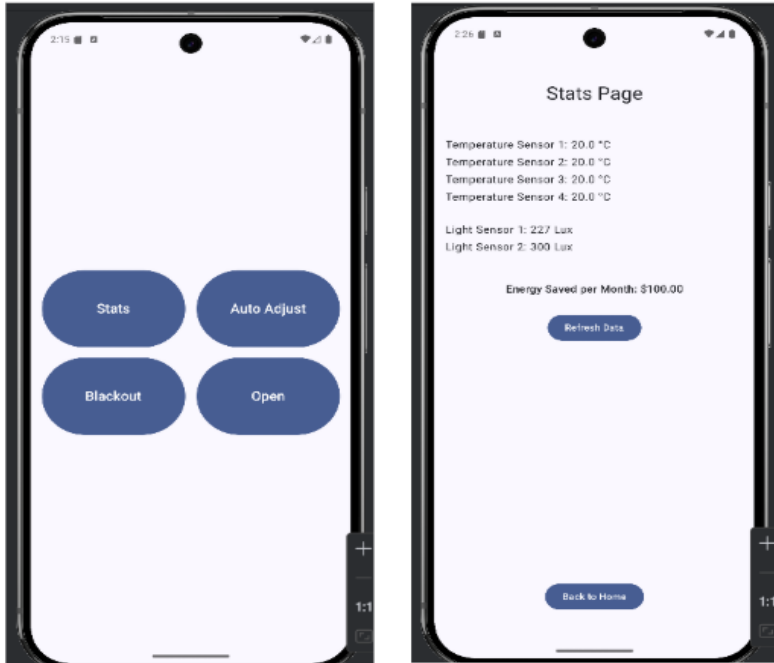 2:15
Stats
Auto Adjust
Blackout
Open
+
1:1
2:26
Stats Page
Temperature Sensor 1: 20.0 °C
Temperature Sensor 2: 20.0 °C
Temperature Sensor 3: 20.0 °C
Temperature Sensor 4: 20.0 °C
Light Sensor 1: 227 Lux
Light Sensor 2: 300 Lux
Energy Saved per Month: $100.00
Refresh Data
Back to Home
+
1:1